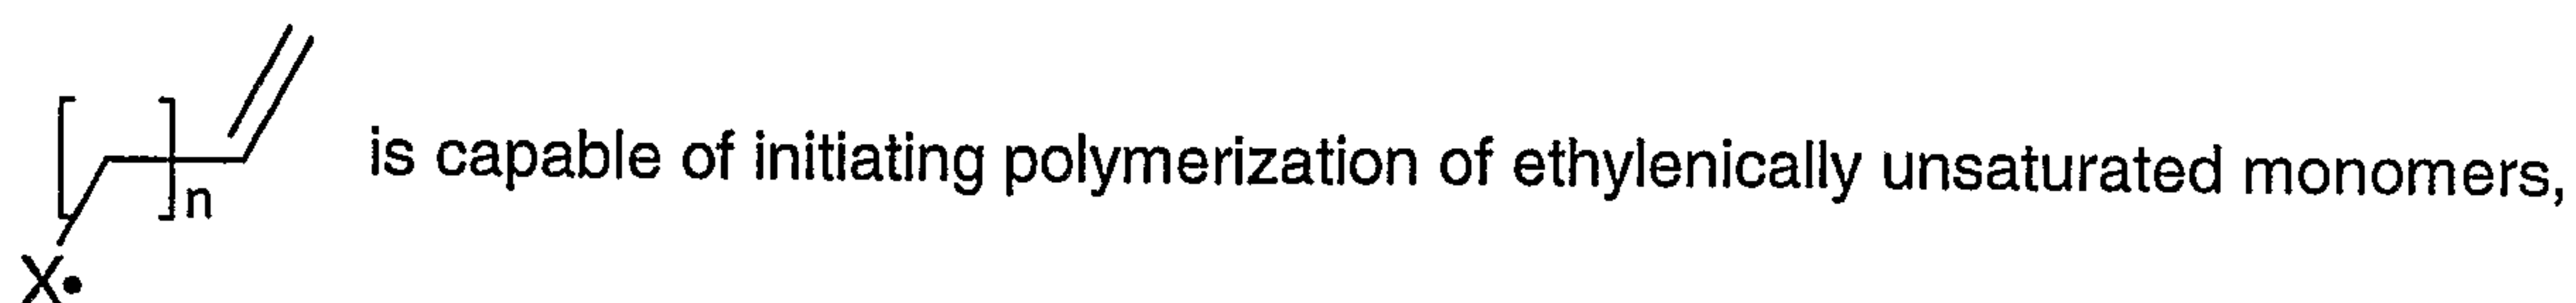 n
is capable of initiating polymerization of ethylenically unsaturated monomers,
X•